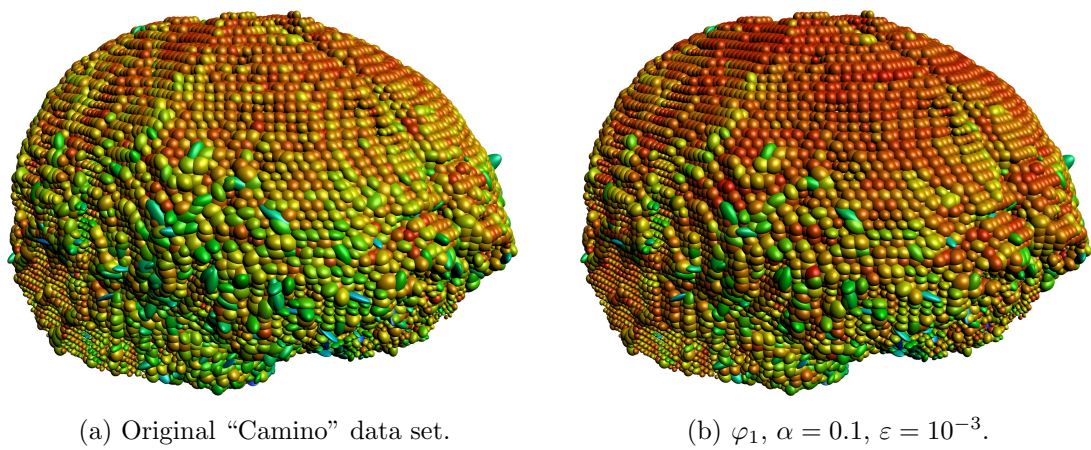 (a) Original “Camino” data set.
(b) φ₁, α = 0.1, ε = 10⁻³.